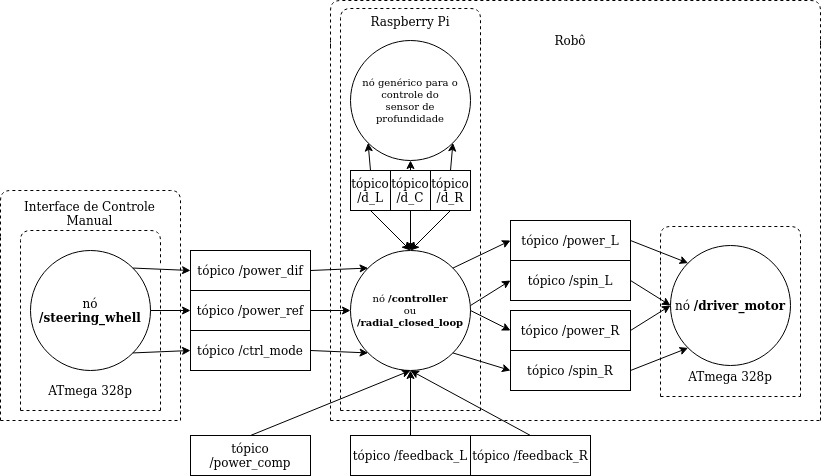 Raspberry Pi
Robô
nó genérico para o
controle do
sensor de
profundidade
tópico
/d_L
tópico
/d_C
tópico
/d_R
Interface de Controle
Manual
nó
/steering_whell
ATmega 328p
tópico /power_dif
tópico /power_ref
tópico /ctrl_mode
nó /controller
ou
/radial_closed_loop
tópico /power_L
tópico /spin_L
tópico /power_R
tópico /spin_R
nó /driver_motor
ATmega 328p
tópico
/power_comp
tópico /feedback_L
tópico /feedback_R